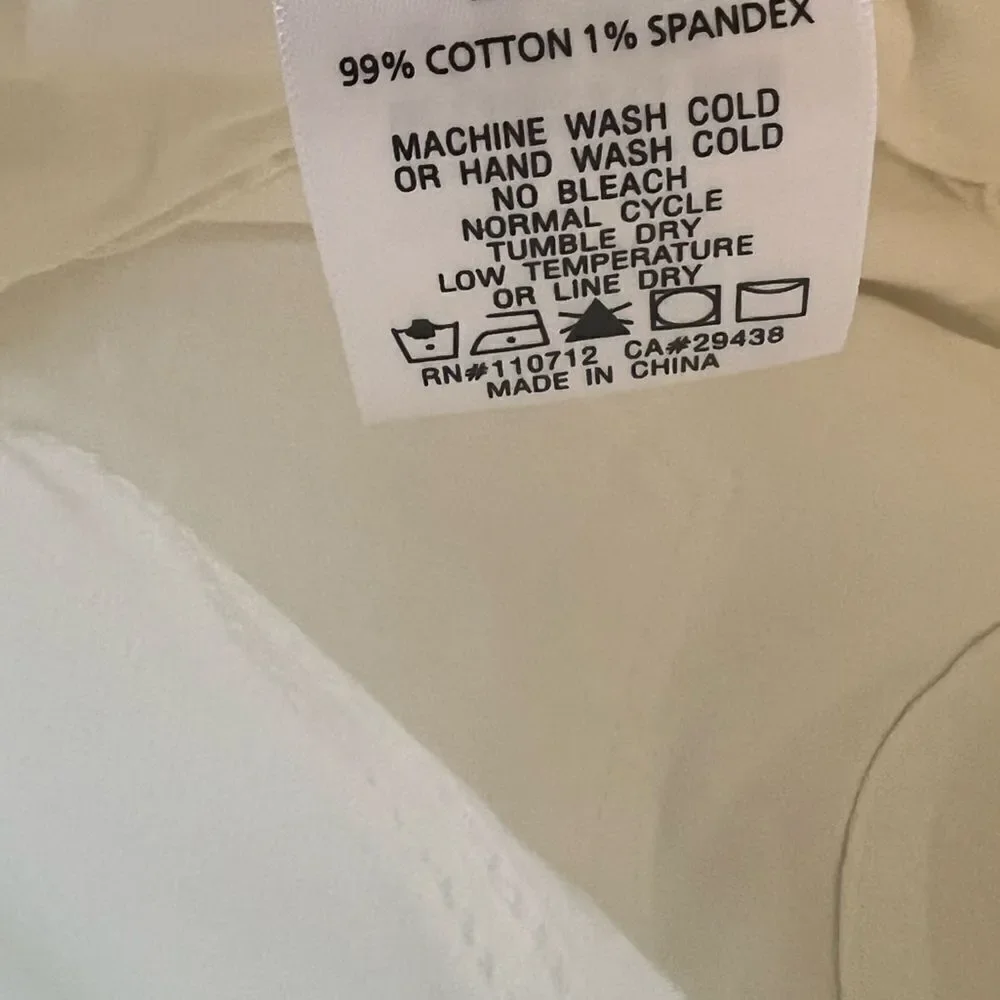 99% COTTON 1% SPANDEX
MACHINE WASH COLD
OR HAND WASH COLD
NO BLEACH
NORMAL CYCLE
TUMBLE DRY
LOW TEMPERATURE
OR LINE DRY
RN#110712 CA#29438
MADE IN CHINA